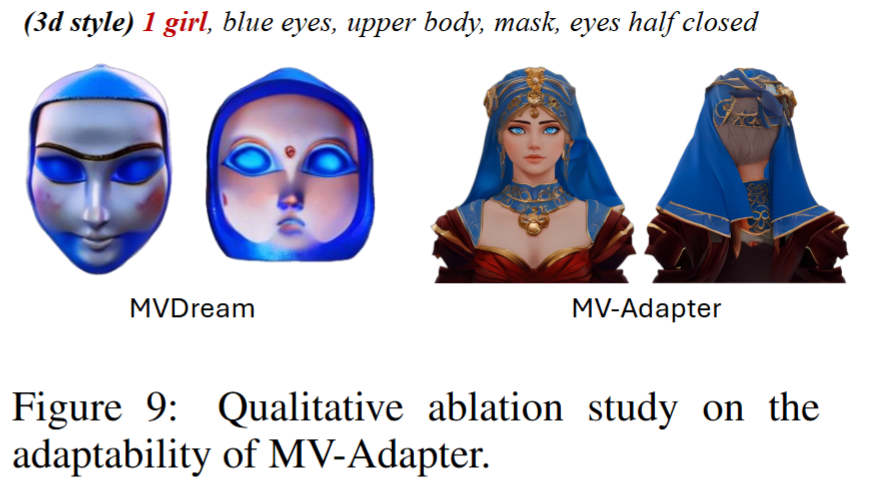 (3d style) 1 girl, blue eyes, upper body, mask, eyes half closed
MVDream
MV-Adapter
Figure 9: Qualitative ablation study on the
adaptability of MV-Adapter.